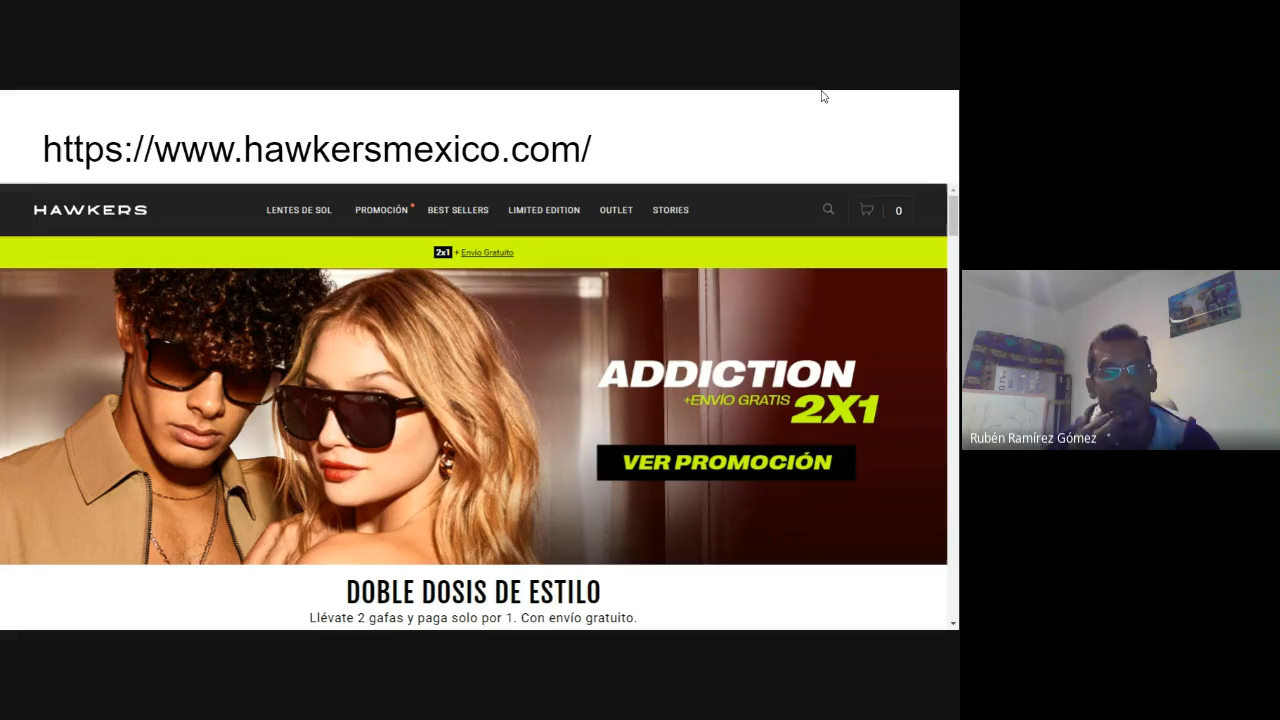 https://www.hawkersmexico.com/
HAWKERS
LENTES DE SOL PROMOCIÓN BEST SELLERS LIMITED EDITION OUTLET STORIES
0
2x1 + Envío Gratuito
ADDICTION
+ENVÍO GRATIS 2X1
VER PROMOCIÓN
DOBLE DOSIS DE ESTILO
Llévate 2 gafas y paga solo por 1. Con envío gratuito.
Rubén Ramírez Gómez